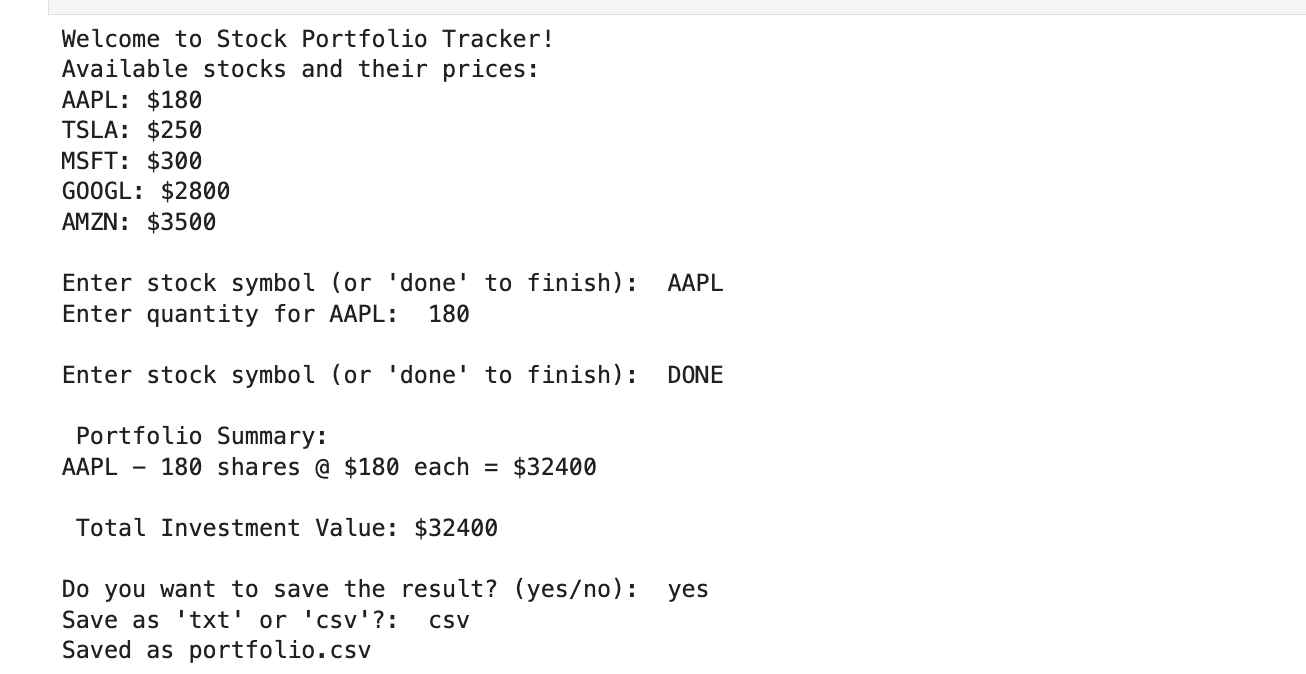 Welcome to Stock Portfolio Tracker!
Available stocks and their prices:
AAPL: $180
TSLA: $250
MSFT: $300
GOOGL: $2800
AMZN: $3500
Enter stock symbol (or 'done' to finish):  AAPL
Enter quantity for AAPL:  180
Enter stock symbol (or 'done' to finish):  DONE
Portfolio Summary:
AAPL – 180 shares @ $180 each = $32400
Total Investment Value: $32400
Do you want to save the result? (yes/no):  yes
Save as 'txt' or 'csv'?:  csv
Saved as portfolio.csv